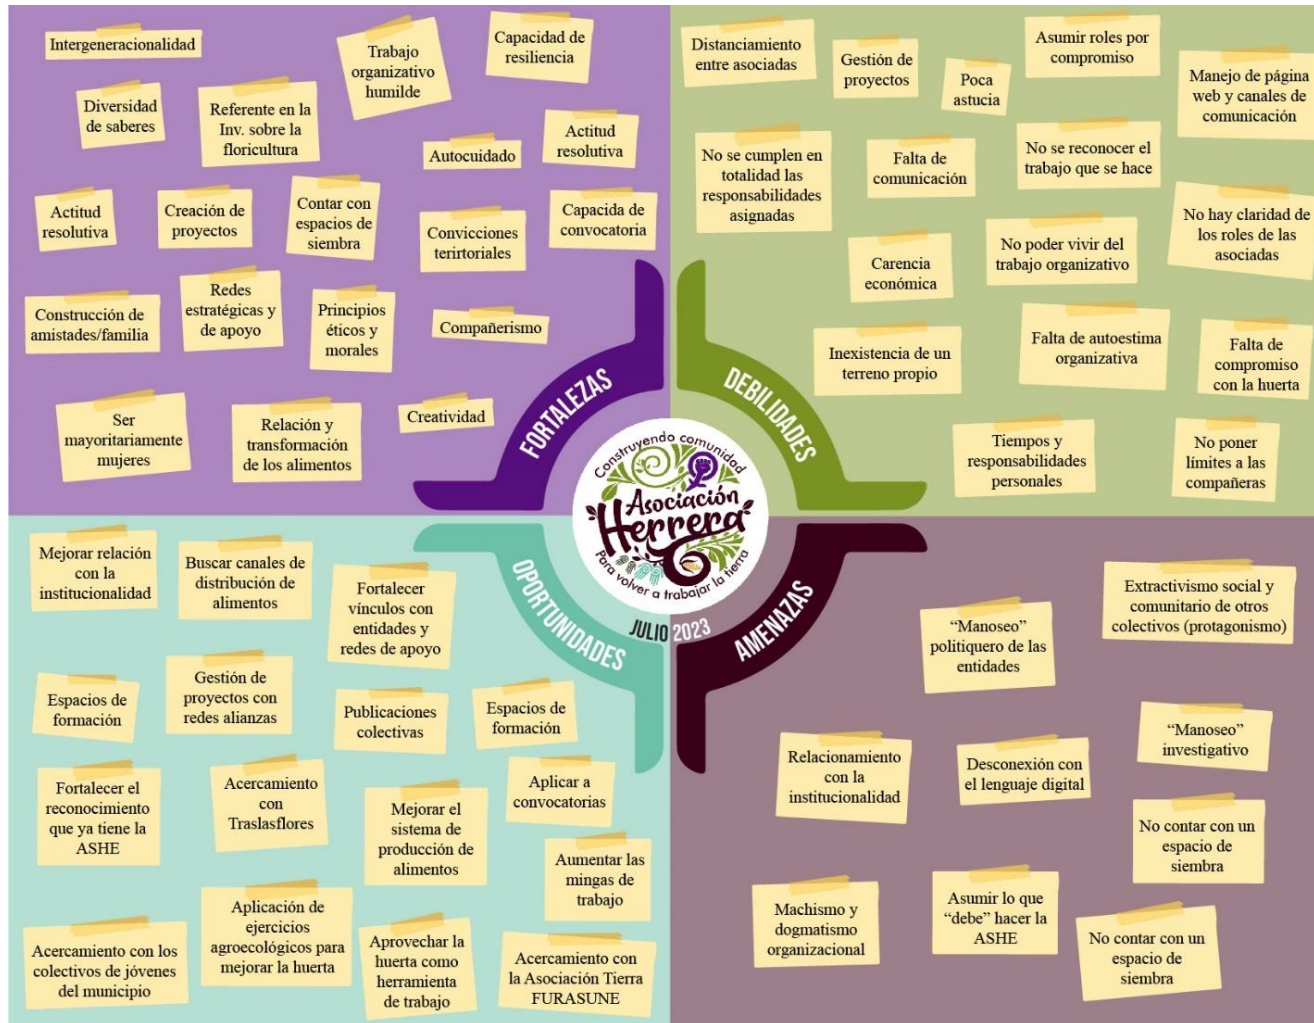 Intergeneracionalidad
Trabajo
organizativo
humilde
Capacidad de
resiliencia
Diversidad
de saberes
Referente en la
Inv. sobre la
floricultura
Autocuidado
Actitud
resolutiva
Actitud
resolutiva
Creación de
proyectos
Contar con
espacios de
siembra
Convicciones
terirtoriales
Capacida de
convocatoria
Construcción de
amistades/familia
Redes
estratégicas y
de apoyo
Principios
éticos y
morales
Compañerismo
Ser
mayoritariamente
mujeres
Relación y
transformación
de los alimentos
Creatividad
FORTALEZAS
Distanciamiento
entre asociadas
Gestión de
proyectos
Poca
astucia
Asumir roles por
compromiso
Manejo de página
web y canales de
comunicación
No se cumplen en
totalidad las
responsabilidades
asignadas
Falta de
comunicación
No se reconocer el
trabajo que se hace
No hay claridad de
los roles de las
asociadas
Carencia
económica
No poder vivir del
trabajo organizativo
Inexistencia de un
terreno propio
Falta de autoestima
organizativa
Falta de
compromiso
con la huerta
Tiempos y
responsabilidades
personales
No poner
límites a las
compañeras
DEBILIDADES
Construyendo comunidad
Asociación
Herrera
Para volver a trabajar la tierra
JULIO 2023
Mejorar relación
con la
institucionalidad
Buscar canales de
distribución de
alimentos
Fortalecer
vínculos con
entidades y
redes de apoyo
Espacios de
formación
Gestión de
proyectos con
redes alianzas
Publicaciones
colectivas
Espacios de
formación
Fortalecer el
reconocimiento
que ya tiene la
ASHE
Acercamiento
con
Traslasflores
Mejorar el
sistema de
producción de
alimentos
Aplicar a
convocatorias
Aumentar las
mingas de
trabajo
Acercamiento con los
colectivos de jóvenes
del municipio
Aplicación de
ejercicios
agroecológicos para
mejorar la huerta
Aprovechar la
huerta como
herramienta
de trabajo
Acercamiento con
la Asociación Tierra
FURASUNE
OPORTUNIDADES
AMENAZAS
"Manoseo"
politiquero de las
entidades
Extractivismo social y
comunitario de otros
colectivos (protagonismo)
Relacionamiento
con la
institucionalidad
Desconexión con
el lenguaje digital
"Manoseo"
investigativo
No contar con un
espacio de
siembra
Machismo y
dogmatismo
organizacional
Asumir lo que
"debe" hacer la
ASHE
No contar con un
espacio de
siembra